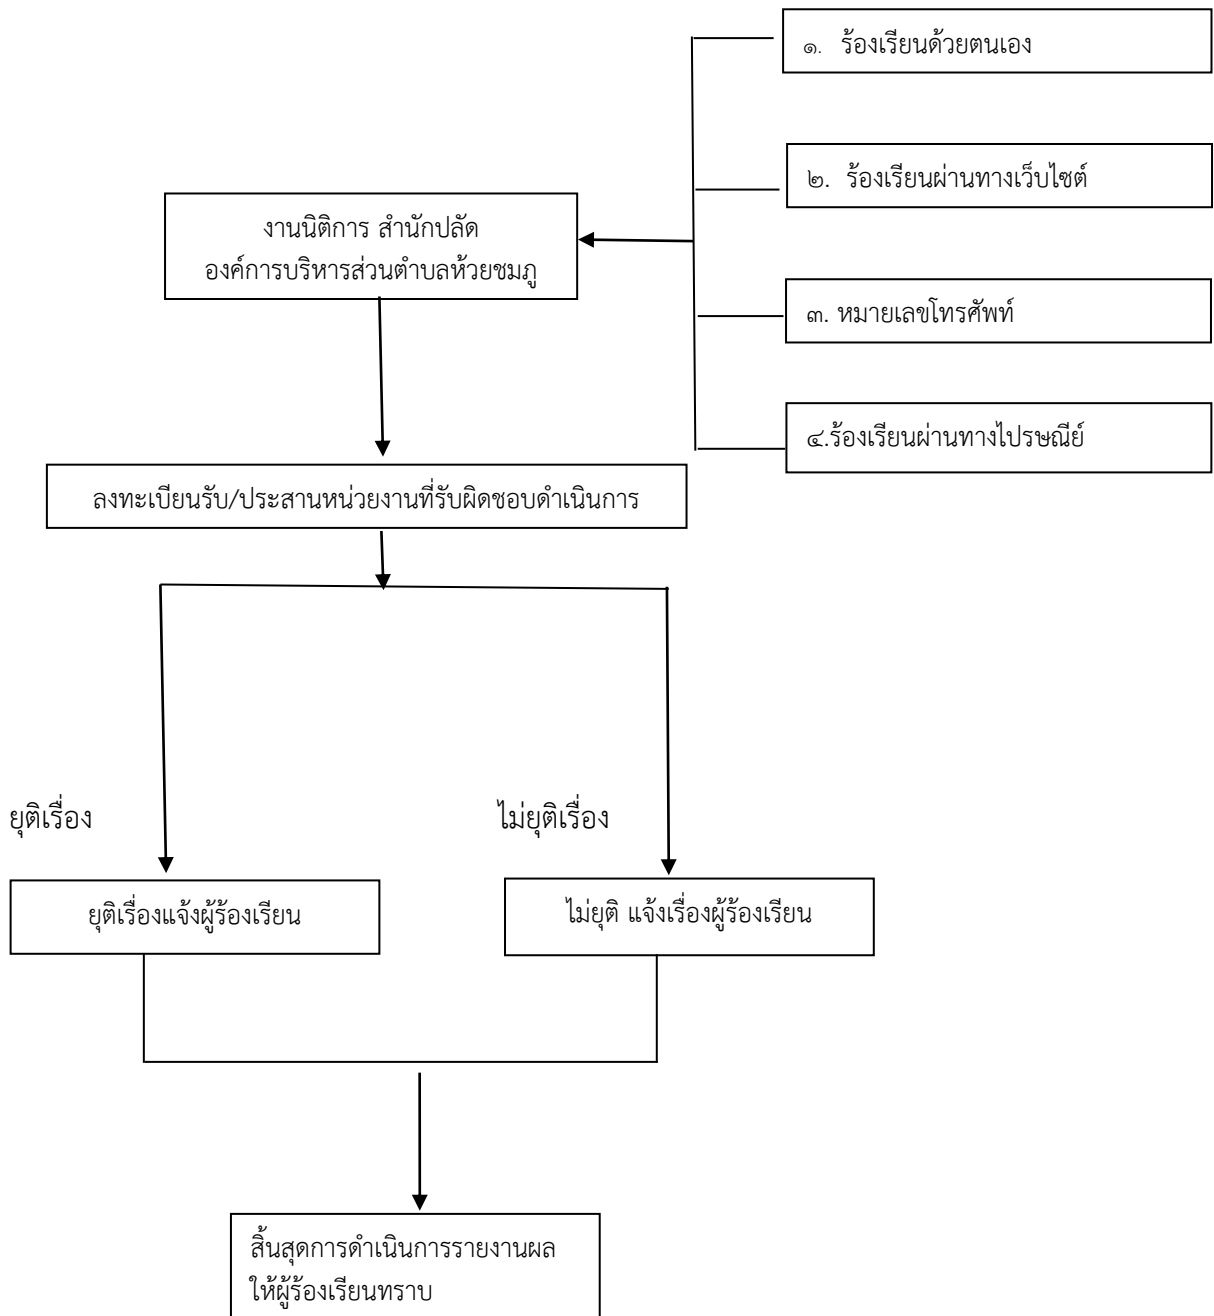 ๑. ร้องเรียนด้วยตนเอง
๒. ร้องเรียนผ่านทางเว็บไซต์
งานนิติการ สำนักปลัด
องค์การบริหารส่วนตำบลห้วยชมภู
๓. หมายเลขโทรศัพท์
๔.ร้องเรียนผ่านทางไปรษณีย์
ลงทะเบียนรับ/ประสานหน่วยงานที่รับผิดชอบดำเนินการ
ยุติเรื่อง
ไม่ยุติเรื่อง
ยุติเรื่องแจ้งผู้ร้องเรียน
ไม่ยุติ แจ้งเรื่องผู้ร้องเรียน
สิ้นสุดการดำเนินการรายงานผล
ให้ผู้ร้องเรียนทราบ